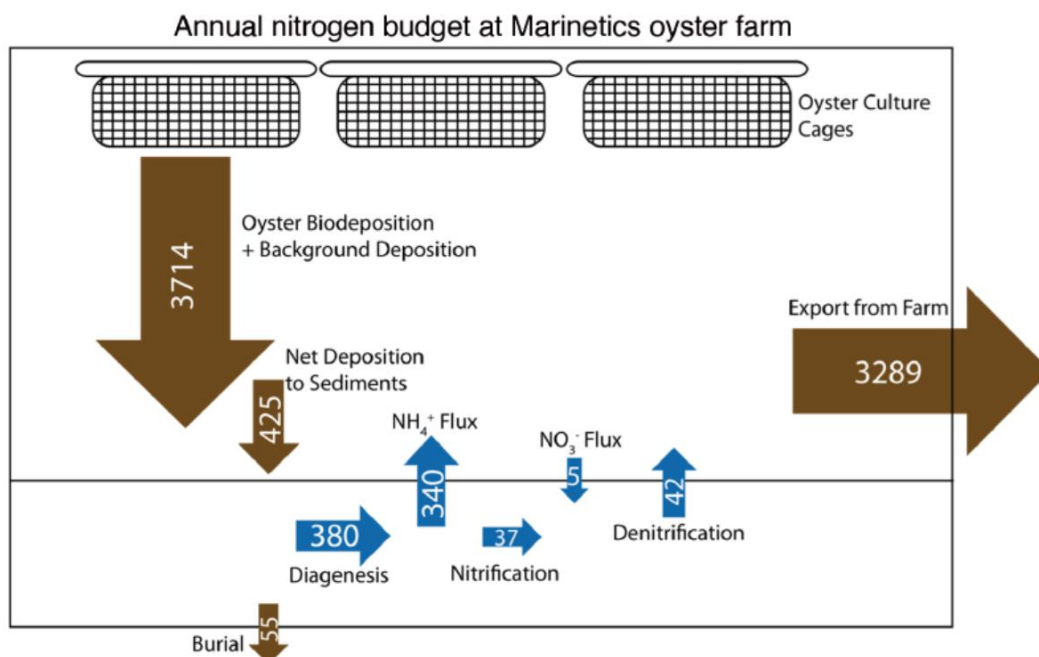 Annual nitrogen budget at Marinetics oyster farm
Oyster Culture
Cages
Oyster Biodeposition
+ Background Deposition
3714
Export from Farm
3289
Net Deposition
to Sediments
425
NH₄⁺ Flux
340
NO₃⁻ Flux
5
42
Denitrification
380
Diagenesis
37
Nitrification
55
Burial